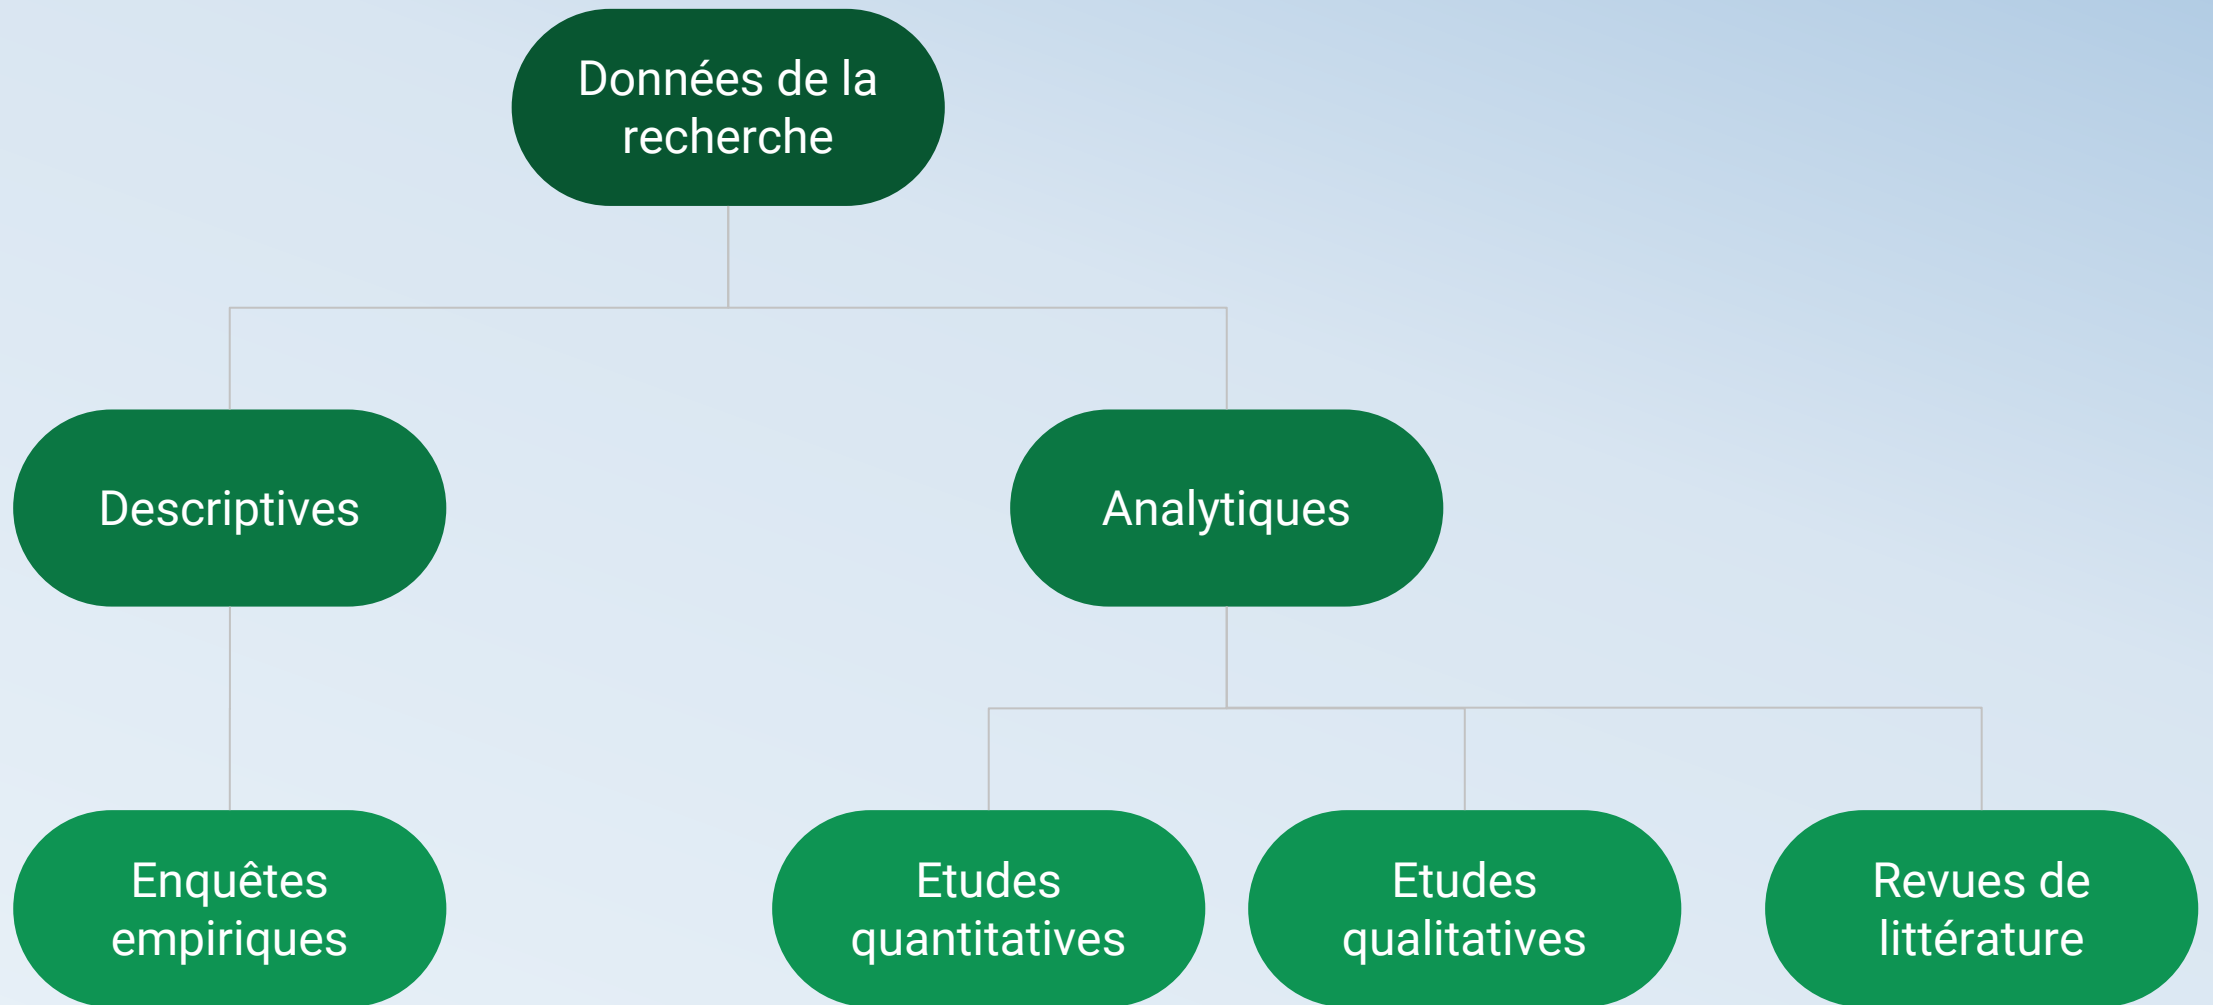 Données de la
recherche
Descriptives
Analytiques
Enquêtes
empiriques
Etudes
quantitatives
Etudes
qualitatives
Revues de
littérature